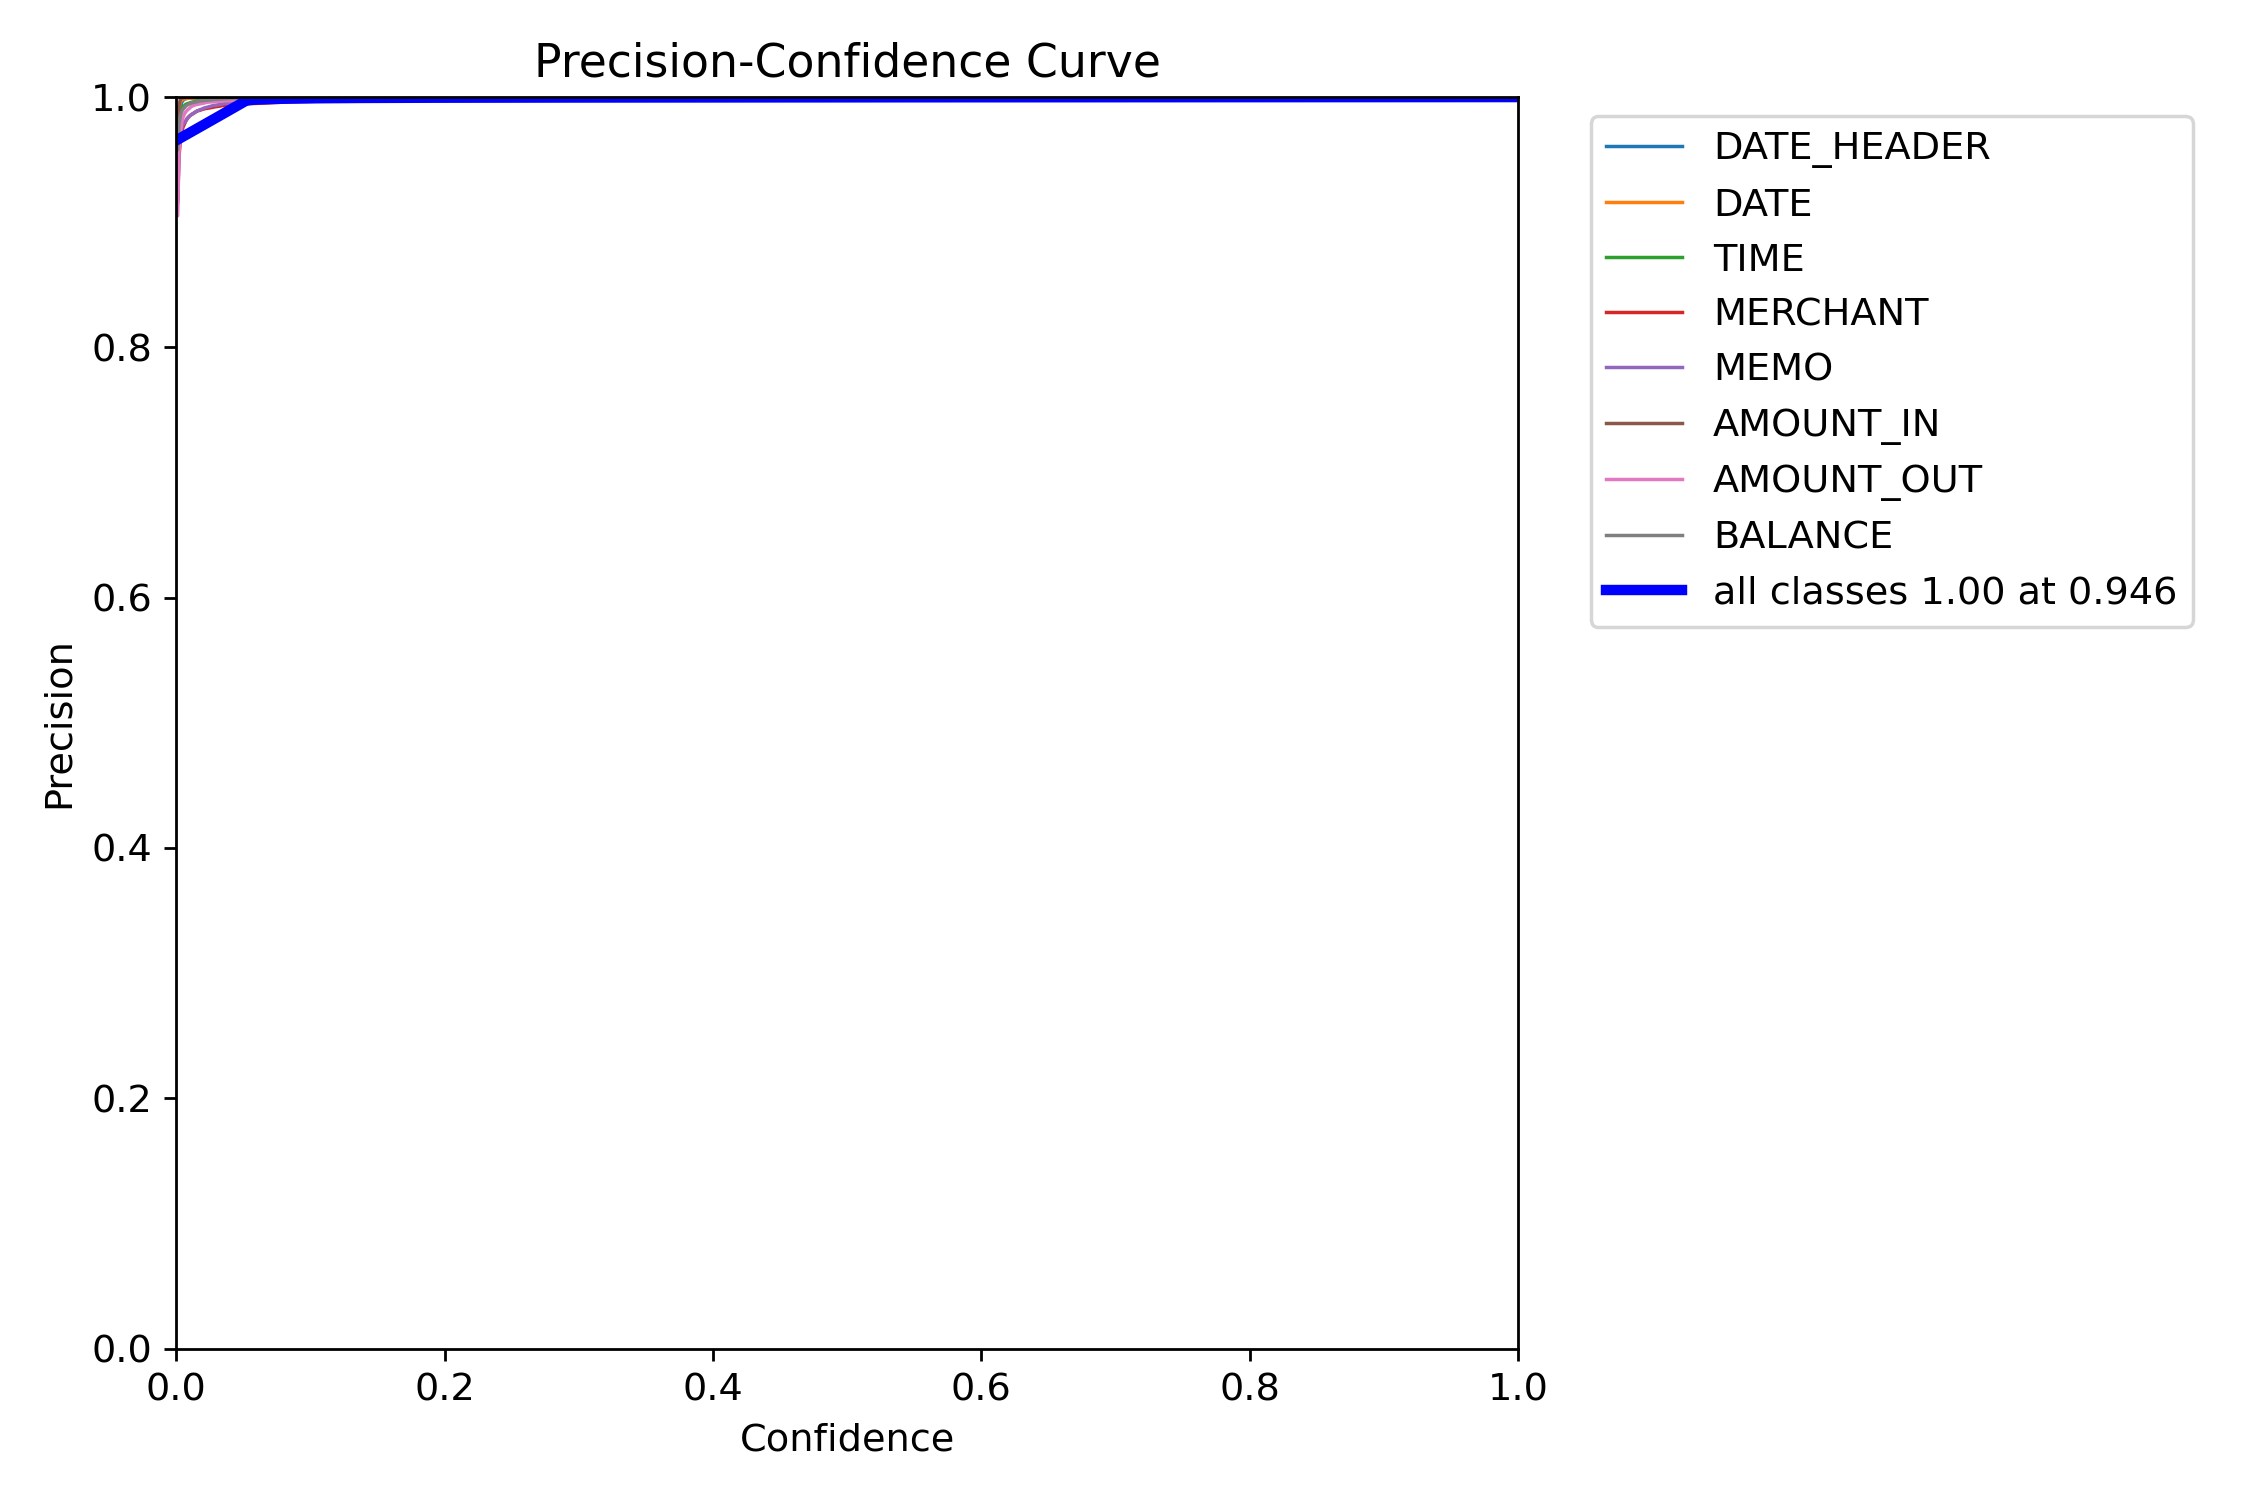 Precision-Confidence Curve
1.0
0.8
0.6
0.4
0.2
0.0
Precision
0.0 0.2 0.4 0.6 0.8 1.0
Confidence
DATE_HEADER
DATE
TIME
MERCHANT
MEMO
AMOUNT_IN
AMOUNT_OUT
BALANCE
all classes 1.00 at 0.946